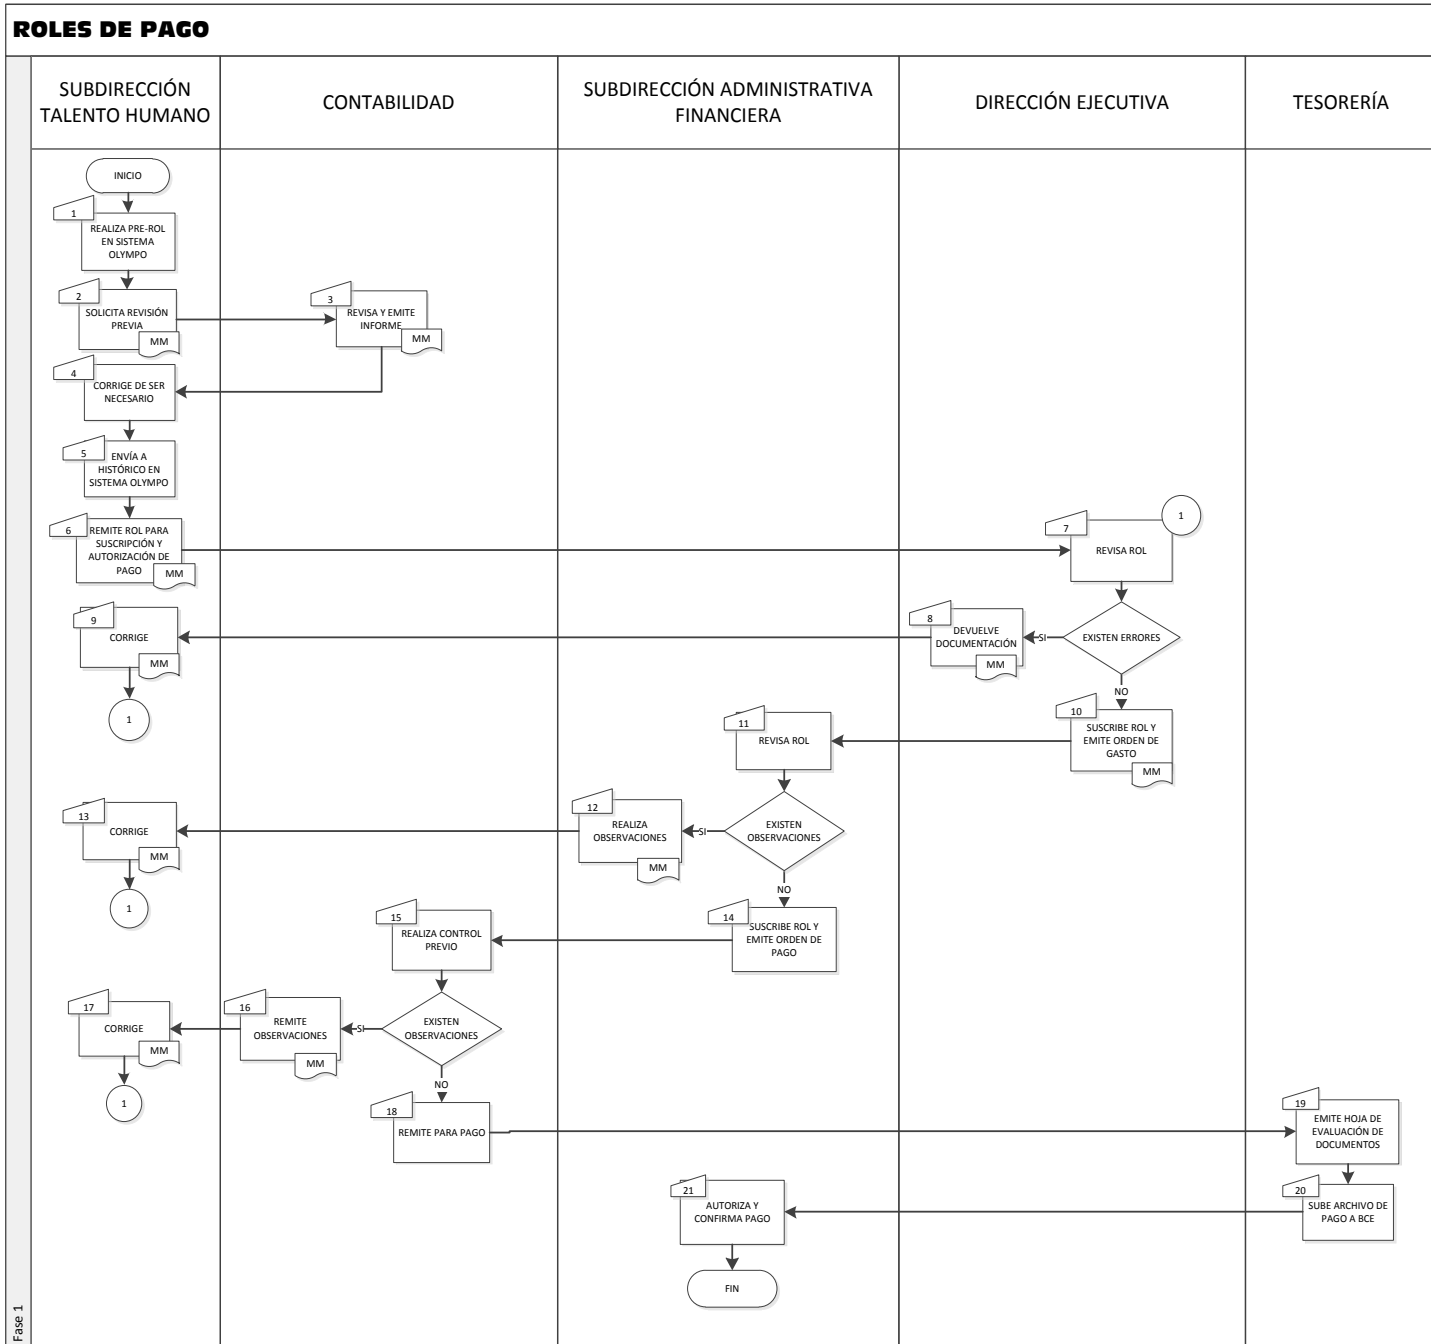 ROLES DE PAGO
SUBDIRECCIÓN
TALENTO HUMANO
CONTABILIDAD
SUBDIRECCIÓN ADMINISTRATIVA
FINANCIERA
DIRECCIÓN EJECUTIVA
TESORERÍA
INICIO
1
REALIZA PRE-ROL
EN SISTEMA
OLYMPO
2
SOLICITA REVISIÓN
PREVIA
MM
3
REVISA Y EMITE
INFORME
MM
4
CORRIGE DE SER
NECESARIO
5
ENVÍA A
HISTÓRICO EN
SISTEMA OLYMPO
6
REMITE ROL PARA
SUSCRIPCIÓN Y
AUTORIZACIÓN DE
PAGO
MM
7
1
REVISA ROL
EXISTEN ERRORES
SI
8
DEVUELVE
DOCUMENTACIÓN
MM
9
CORRIGE
MM
1
NO
10
SUSCRIBE ROL Y
EMITE ORDEN DE
GASTO
MM
11
REVISA ROL
EXISTEN
OBSERVACIONES
SI
12
REALIZA
OBSERVACIONES
MM
13
CORRIGE
MM
1
NO
14
SUSCRIBE ROL Y
EMITE ORDEN DE
PAGO
15
REALIZA CONTROL
PREVIO
EXISTEN
OBSERVACIONES
SI
16
REMITE
OBSERVACIONES
MM
17
CORRIGE
MM
1
NO
18
REMITE PARA PAGO
19
EMITE HOJA DE
EVALUACIÓN DE
DOCUMENTOS
20
SUBE ARCHIVO DE
PAGO A BCE
21
AUTORIZA Y
CONFIRMA PAGO
FIN
Fase 1